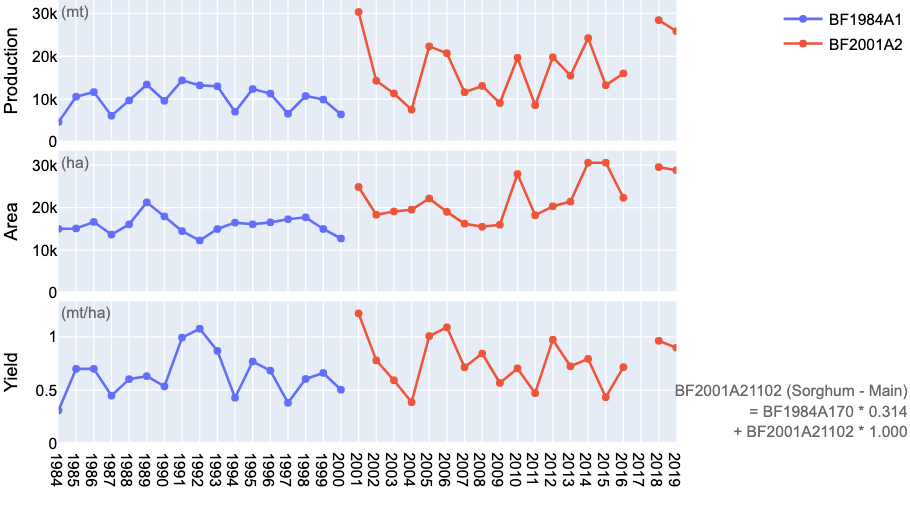 (mt)
30k
20k
10k
0
Production
BF1984A1
BF2001A2
(ha)
30k
20k
10k
0
Area
(mt/ha)
1
0.5
0
Yield
BF2001A21102 (Sorghum - Main)
= BF1984A170 * 0.314
+ BF2001A21102 * 1.000
1984
1985
1986
1987
1988
1989
1990
1991
1992
1993
1994
1995
1996
1997
1998
1999
2000
2001
2002
2003
2004
2005
2006
2007
2008
2009
2010
2011
2012
2013
2014
2015
2016
2017
2018
2019